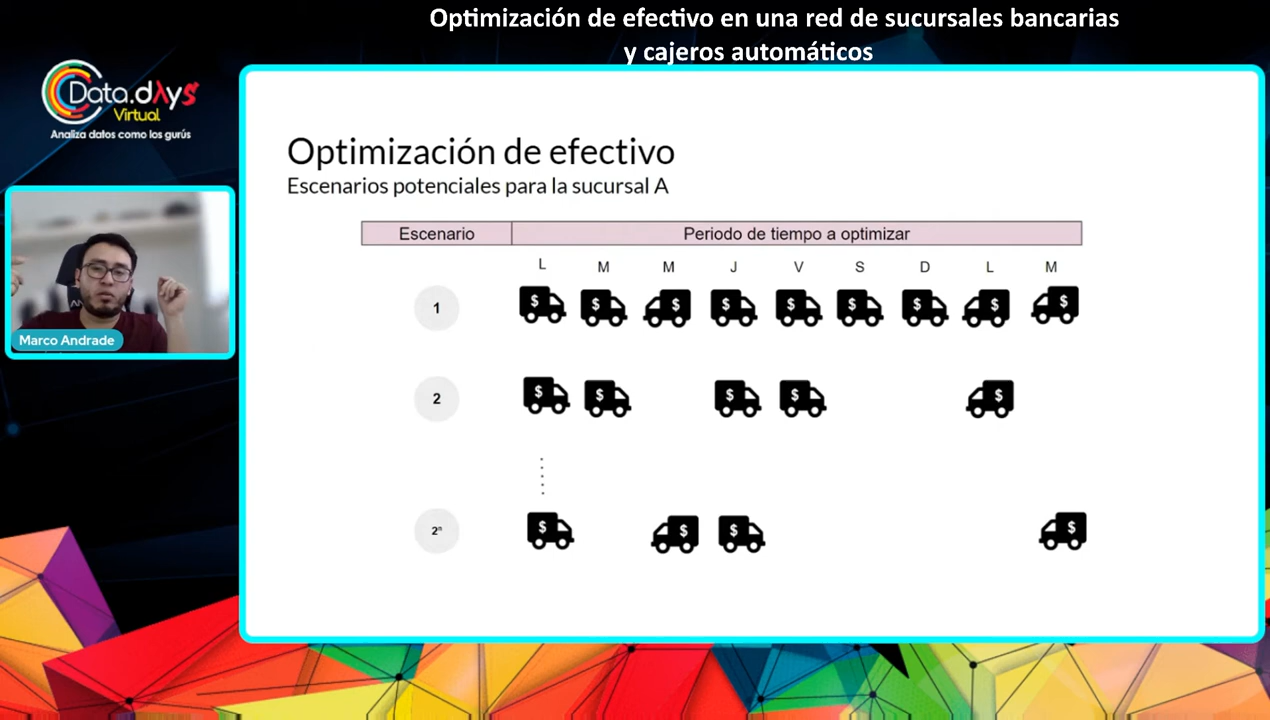 Optimización de efectivo en una red de sucursales bancarias
y cajeros automáticos
Data.dAys
Virtual
Analiza datos como los gurús
Optimización de efectivo
Escenarios potenciales para la sucursal A
Escenario Periodo de tiempo a optimizar
L M M J V S D L M
1 $ $ $ $ $ $ $ $ $
2 $ $ $ $ $
2ⁿ $ $ $ $
AN
Marco Andrade